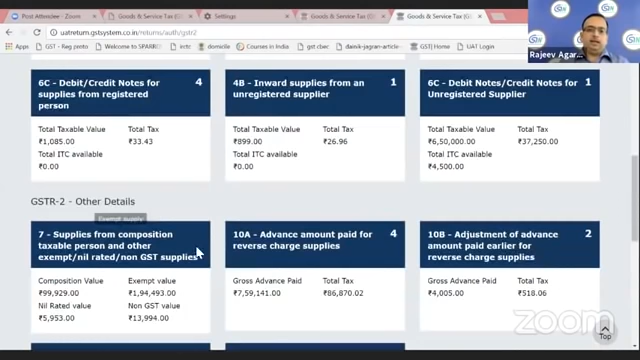 Post Attendee
Goods & Service Tax (GV
Settings
Goods & Service Tax (GV
Goods & Service Tax (GV
uatreturn.gstsystem.co.in/returns/auth/gstr2
Apps
GST - Reg proto
Welcome to SPARRE
domicile
Courses in India
gst cbec
dainik-jagran-article
GST| Home
UAT Login
Rajeev Agar...
6C - Debit/Credit Notes for supplies from registered person
4
Total Taxable Value
Total Tax
₹1,085.00
₹33.43
Total ITC available
₹0.00
4B - Inward supplies from an unregistered supplier
1
Total Taxable Value
Total Tax
₹899.00
₹26.96
Total ITC available
₹0.00
6C - Debit Notes/Credit Notes for Unregistered Supplier
1
Total Taxable Value
Total Tax
₹6,50,000.00
₹37,250.00
Total ITC available
₹4,500.00
GSTR-2 - Other Details
Exempt supply
7 - Supplies from composition taxable person and other exempt/nil rated/non GST supplies
Composition Value
Exempt value
₹99,929.00
₹1,94,493.00
Nil Rated value
Non GST value
₹5,953.00
₹13,994.00
10A - Advance amount paid for reverse charge supplies
4
Gross Advance Paid
Total Tax
₹7,59,141.00
₹86,870.02
10B - Adjustment of advance amount paid earlier for reverse charge supplies
2
Gross Advance Paid
Total Tax
₹4,005.00
₹518.06
Top
zoom